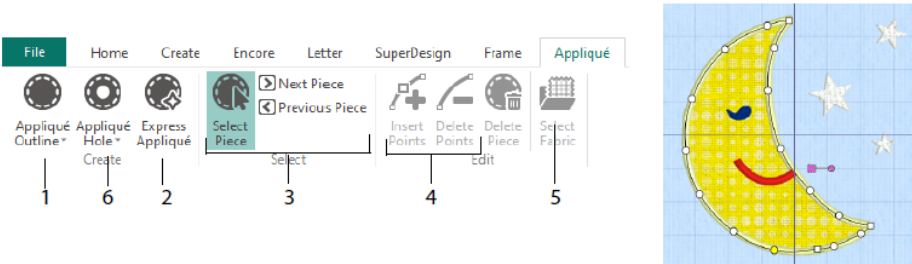 File Home Create Encore Letter SuperDesign Frame Appliqué
Next Piece
Previous Piece
Appliqué Outline
Appliqué Hole
Express Appliqué
Select Piece
Insert Points
Delete Points
Delete Piece
Select Fabric
Create Select Edit
1 6 2 3 4 5